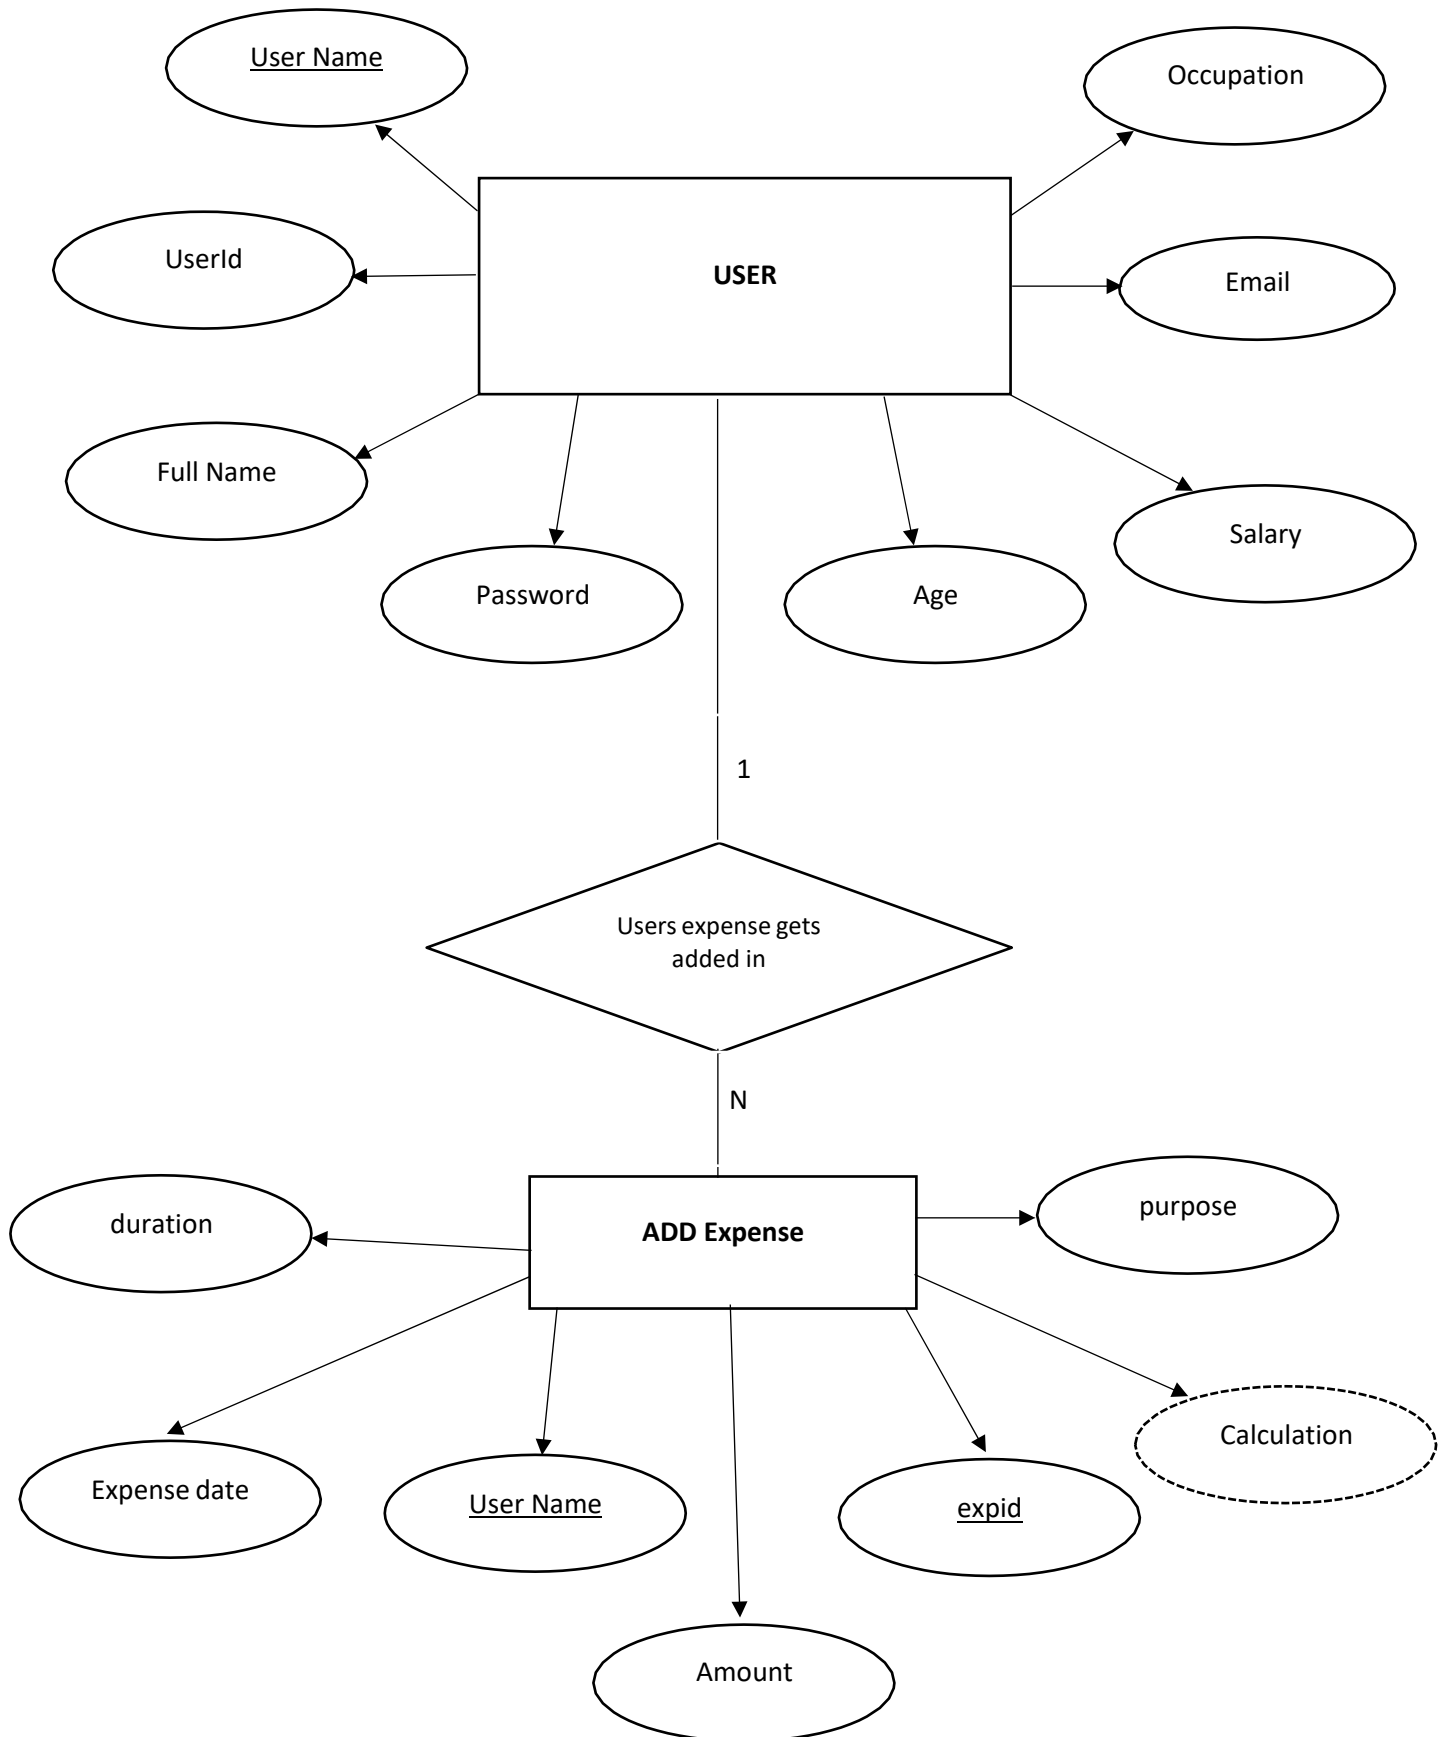 User Name
Occupation
UserId
USER
Email
Full Name
Password
Age
Salary
1
Users expense gets
added in
N
duration
ADD Expense
purpose
Expense date
User Name
expid
Calculation
Amount